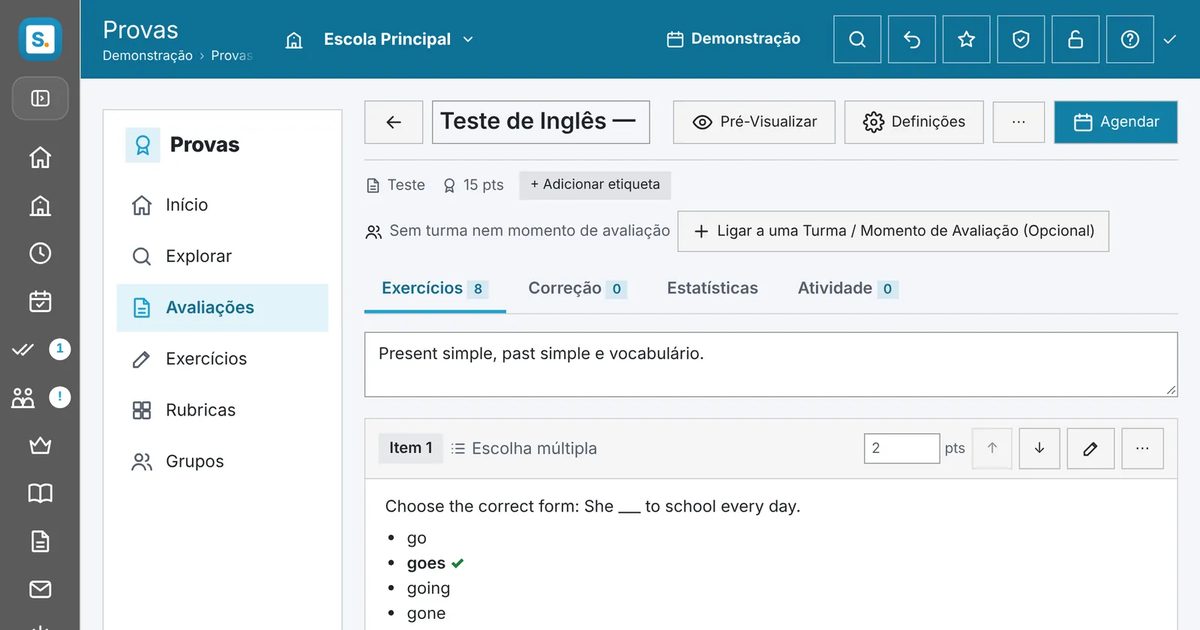 S.
Provas
Demonstração › Provas
Escola Principal
Demonstração
Provas
Início
Explorar
Avaliações
Exercícios
Rubricas
Grupos
1
!
Teste de Inglês —
Pré-Visualizar
Definições
...
Agendar
Teste
15 pts
+ Adicionar etiqueta
Sem turma nem momento de avaliação
+ Ligar a uma Turma / Momento de Avaliação (Opcional)
Exercícios 8
Correção 0
Estatísticas
Atividade 0
Present simple, past simple e vocabulário.
Item 1
Escolha múltipla
2 pts
...
Choose the correct form: She ___ to school every day.
• go
• goes ✔
• going
• gone